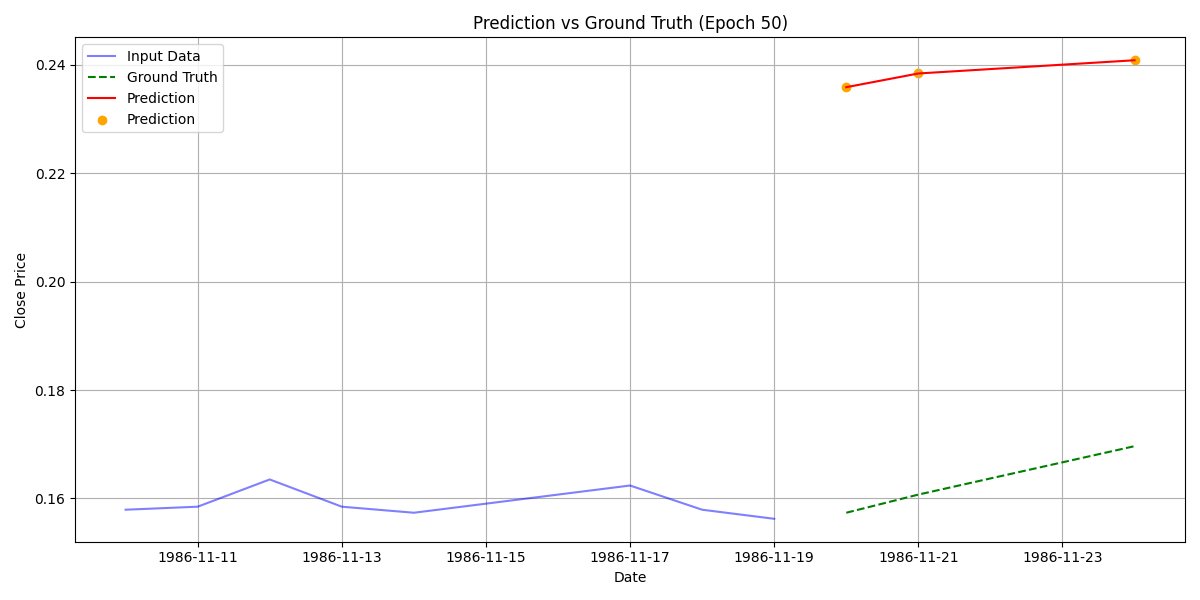 Prediction vs Ground Truth (Epoch 50)
Input Data
Ground Truth
Prediction
Prediction
Close Price
0.24
0.22
0.20
0.18
0.16
1986-11-11
1986-11-13
1986-11-15
1986-11-17
1986-11-19
1986-11-21
1986-11-23
Date